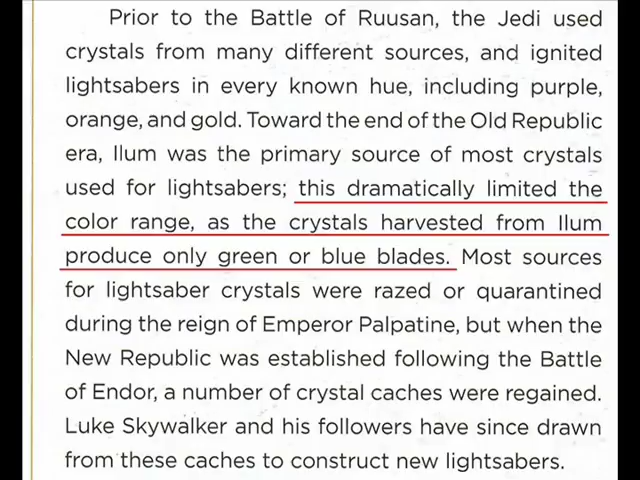 Prior to the Battle of Ruusan, the Jedi used
crystals from many different sources, and ignited
lightsabers in every known hue, including purple,
orange, and gold. Toward the end of the Old Republic
era, Ilum was the primary source of most crystals
used for lightsabers; this dramatically limited the
color range, as the crystals harvested from Ilum
produce only green or blue blades. Most sources
for lightsaber crystals were razed or quarantined
during the reign of Emperor Palpatine, but when the
New Republic was established following the Battle
of Endor, a number of crystal caches were regained.
Luke Skywalker and his followers have since drawn
from these caches to construct new lightsabers.